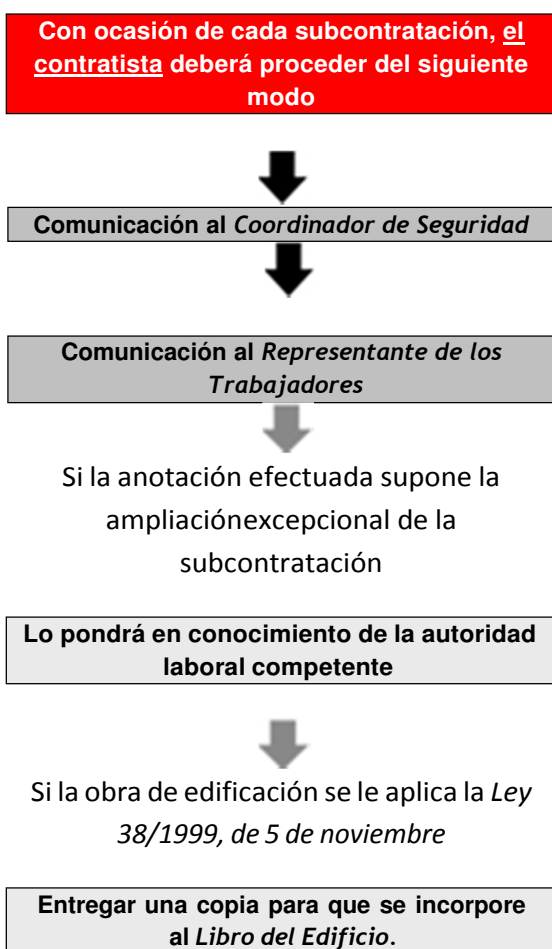 Con ocasión de cada subcontratación, el
contratista deberá proceder del siguiente
modo
Comunicación al Coordinador de Seguridad
Comunicación al Representante de los
Trabajadores
Si la anotación efectuada supone la
ampliaciónexcepcional de la
subcontratación
Lo pondrá en conocimiento de la autoridad
laboral competente
Si la obra de edificación se le aplica la Ley
38/1999, de 5 de noviembre
Entregar una copia para que se incorpore
al Libro del Edificio.